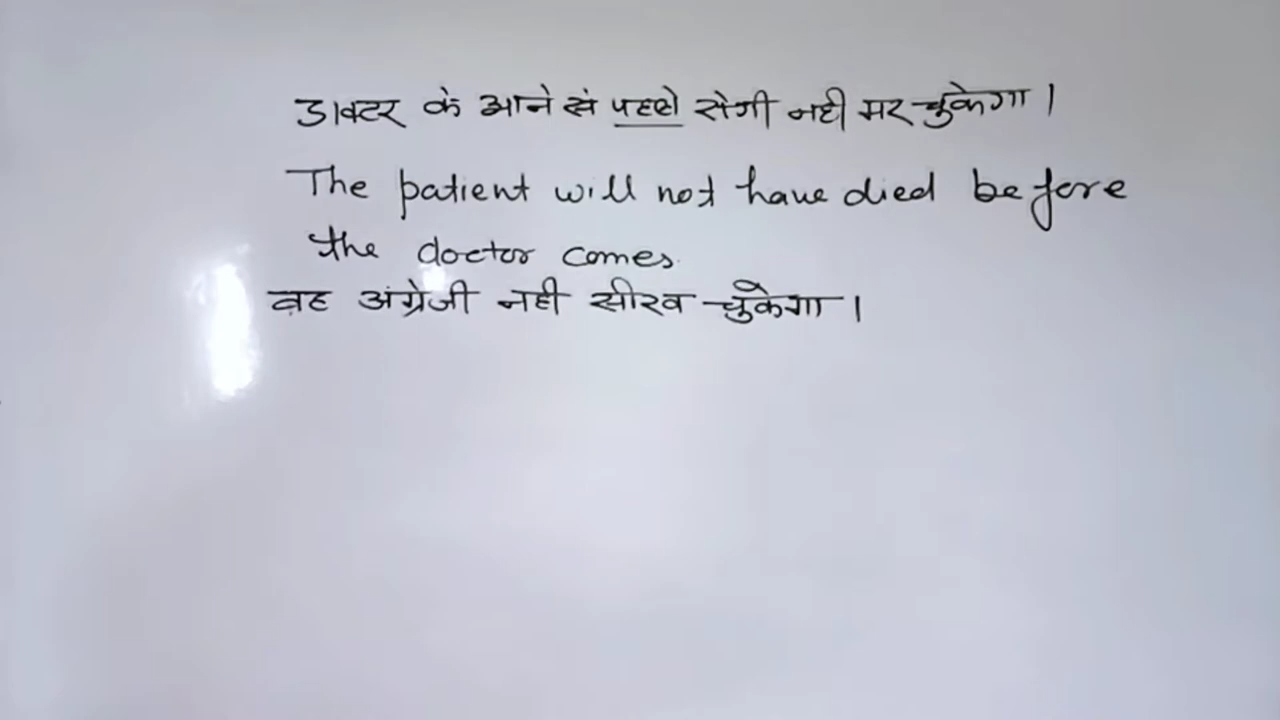 डाक्टर के आने सं पहले रोगी नही मर चुकेगा।
The patient will not have died before
the doctor comes.
वह अंग्रेजी नही सीख चुकेगा।